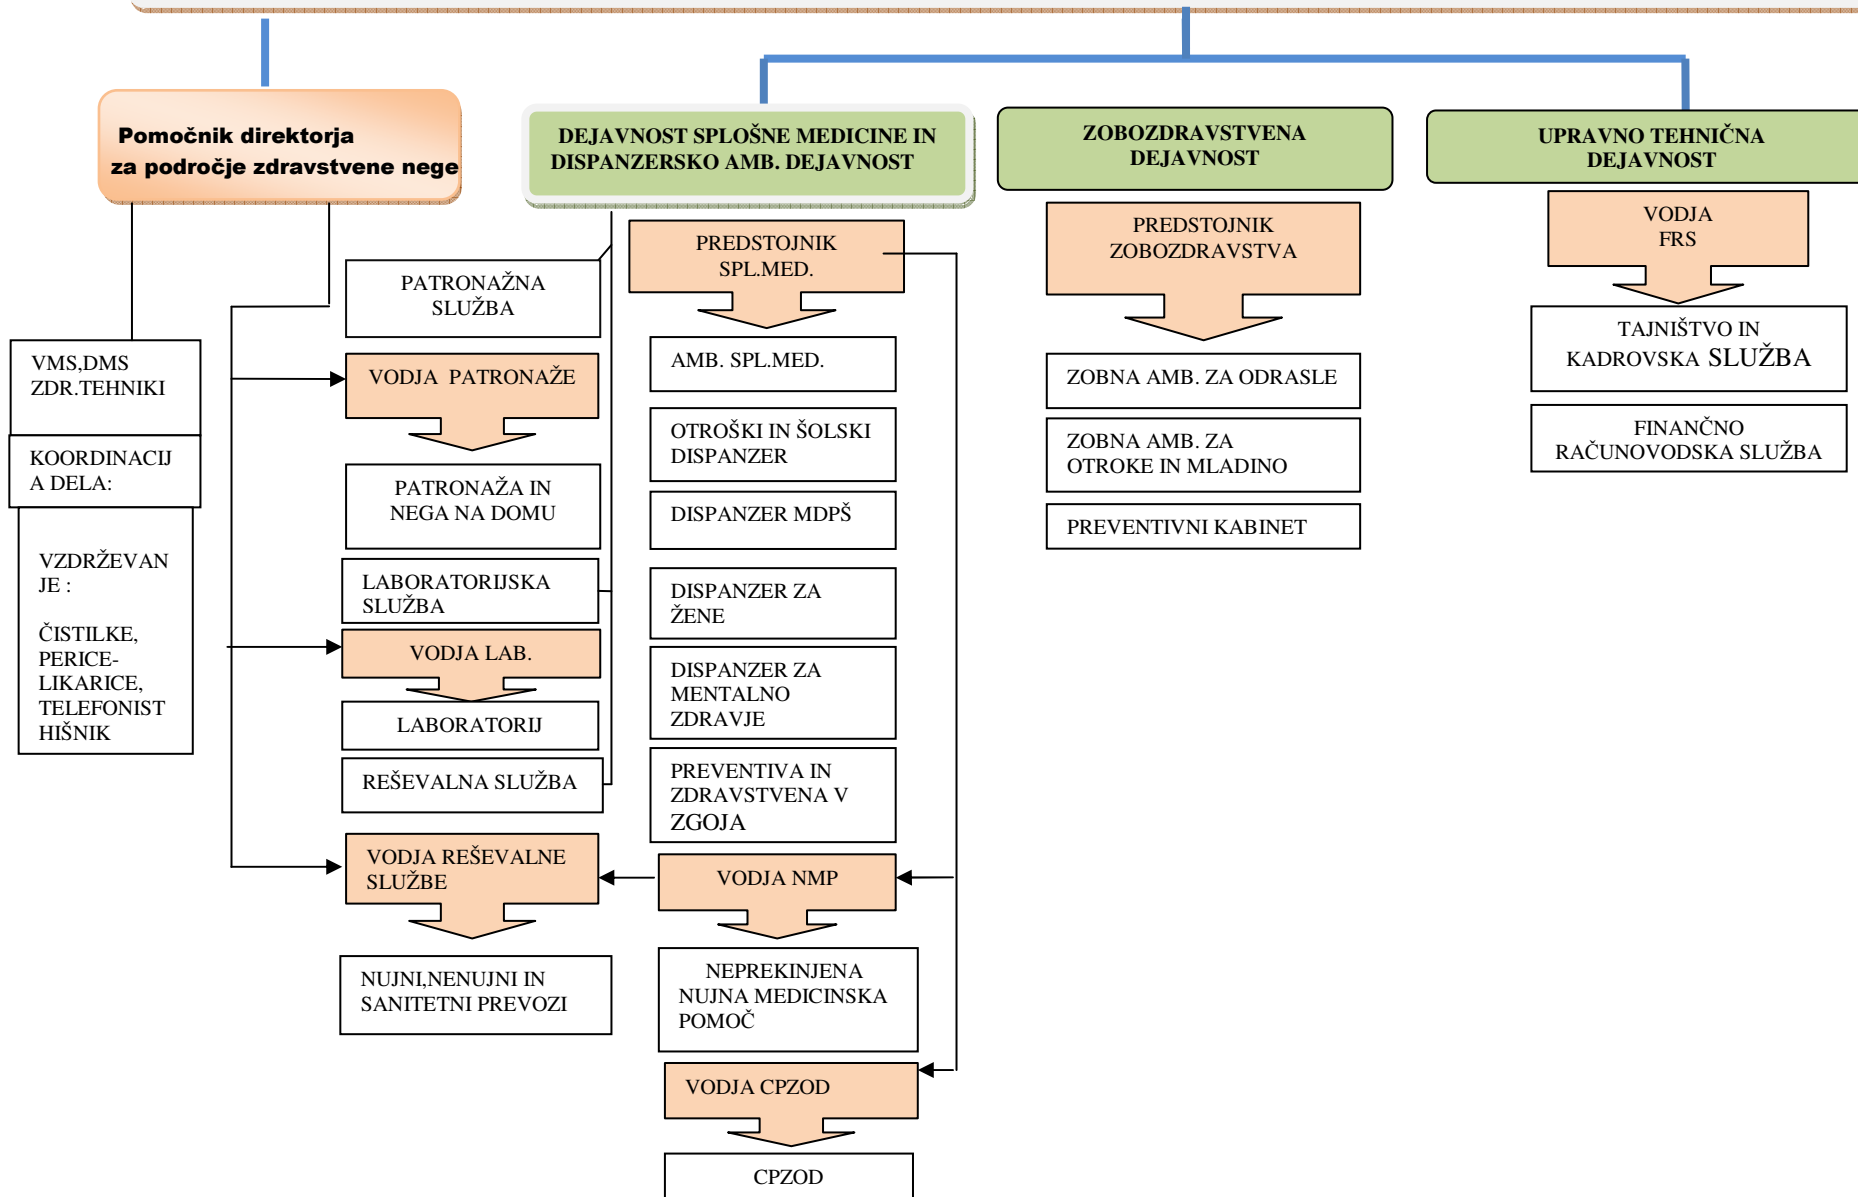 Pomočnik direktorja
za področje zdravstvene nege
DEJAVNOST SPLOŠNE MEDICINE IN
DISPANZERSKO AMB. DEJAVNOST
ZOBOZDRAVSTVENA
DEJAVNOST
UPRAVNO TEHNIČNA
DEJAVNOST
VMS,DMS
ZDR.TEHNIKI
KOORDINACIJ
A DELA:
VZDRŽEVAN
JE :
ČISTILKE,
PERICE-
LIKARICE,
TELEFONIST
HIŠNIK
PATRONAŽNA
SLUŽBA
VODJA PATRONAŽE
PATRONAŽA IN
NEGA NA DOMU
LABORATORIJSKA
SLUŽBA
VODJA LAB.
LABORATORIJ
REŠEVALNA SLUŽBA
VODJA REŠEVALNE
SLUŽBE
NUJNI,NENUJNI IN
SANITETNI PREVOZI
PREDSTOJNIK
SPL.MED.
AMB. SPL.MED.
OTROŠKI IN ŠOLSKI
DISPANZER
DISPANZER MDPŠ
DISPANZER ZA
ŽENE
DISPANZER ZA
MENTALNO
ZDRAVJE
PREVENTIVA IN
ZDRAVSTVENA V
ZGOJA
VODJA NMP
NEPREKINJENA
NUJNA MEDICINSKA
POMOČ
VODJA CPZOD
CPZOD
PREDSTOJNIK
ZOBOZDRAVSTVA
ZOBNA AMB. ZA ODRASLE
ZOBNA AMB. ZA
OTROKE IN MLADINO
PREVENTIVNI KABINET
VODJA
FRS
TAJNIŠTVO IN
KADROVSKA SLUŽBA
FINANČNO
RAČUNOVODSKA SLUŽBA